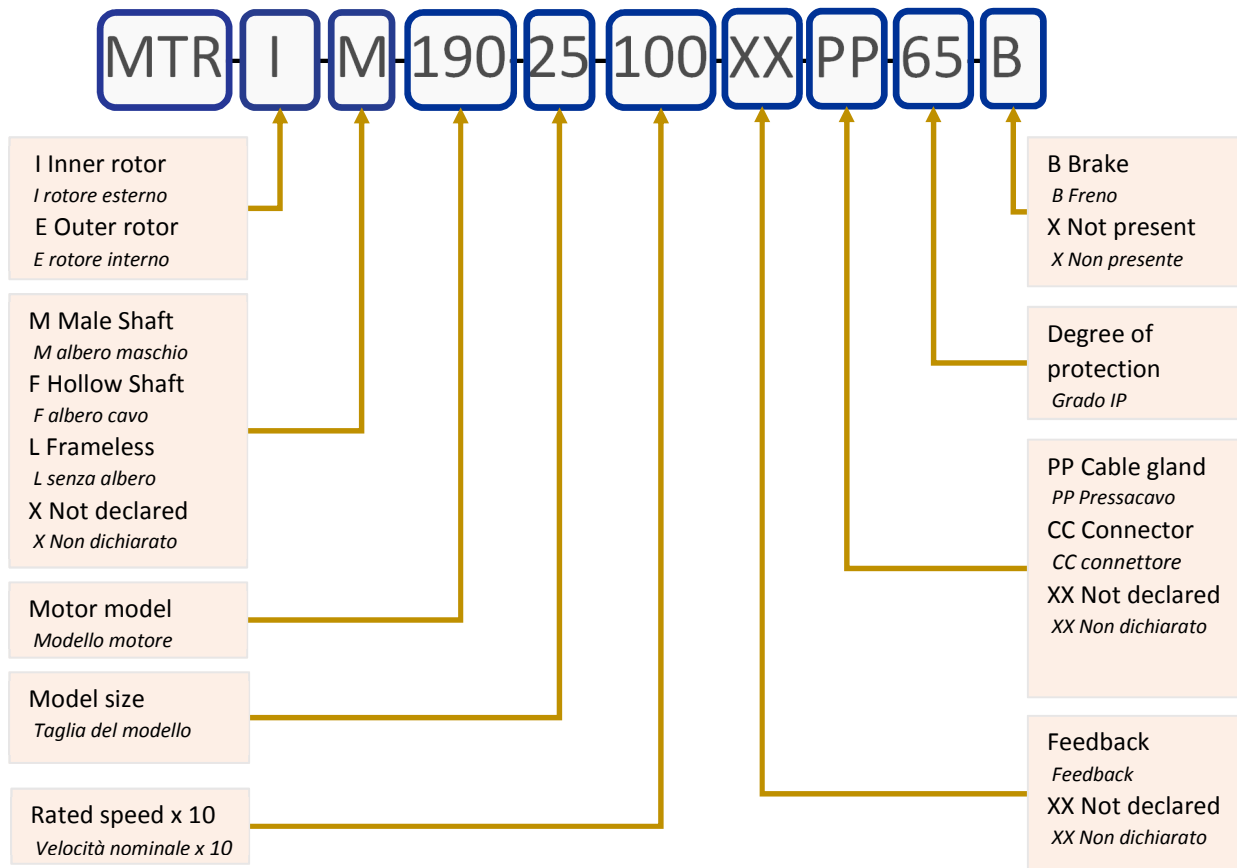 MTR-I-M-190-25-100-XX-PP-65-B
I Inner rotor
I rotore esterno
E Outer rotor
E rotore interno
M Male Shaft
M albero maschio
F Hollow Shaft
F albero cavo
L Frameless
L senza albero
X Not declared
X Non dichiarato
Motor model
Modello motore
Model size
Taglia del modello
Rated speed x 10
Velocità nominale x 10
B Brake
B Freno
X Not present
X Non presente
Degree of
protection
Grado IP
PP Cable gland
PP Pressacavo
CC Connector
CC connettore
XX Not declared
XX Non dichiarato
Feedback
Feedback
XX Not declared
XX Non dichiarato